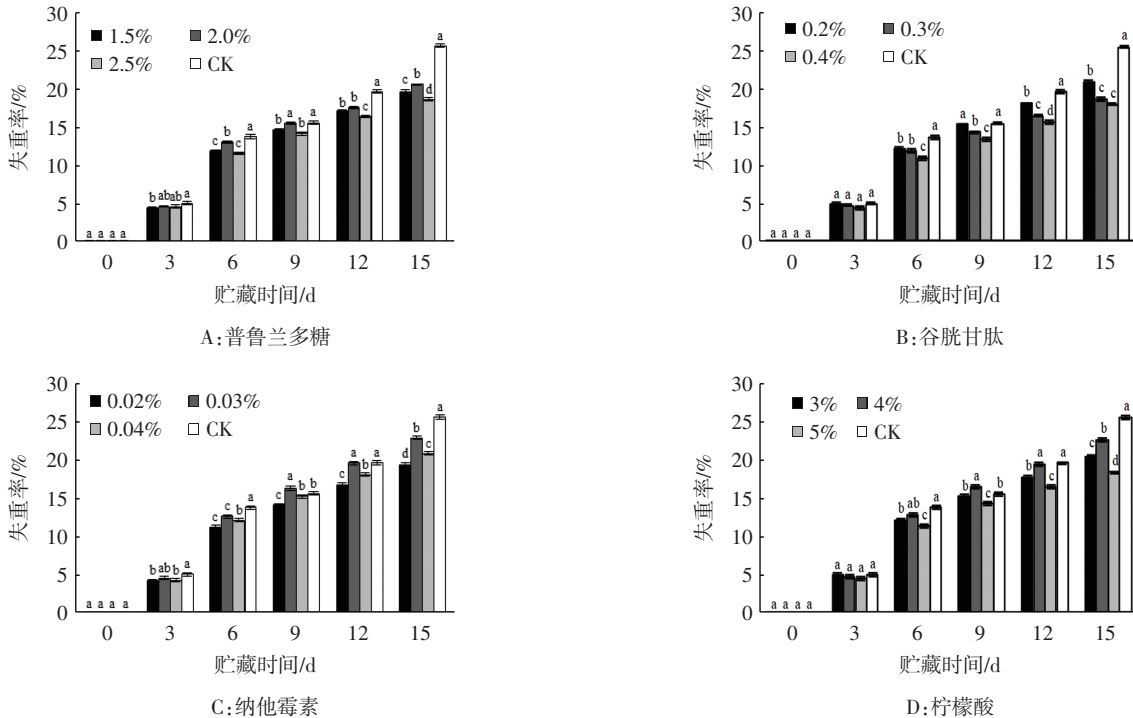 30
25
20
15
10
5
0
失重率/%
1.5% 2.0%
2.5% CK
a a a a
b ab ab a
c b c a
b a b a
b b c a
c b d a
0 3 6 9 12 15
贮藏时间/d
A:普鲁兰多糖
30
25
20
15
10
5
0
失重率/%
0.2% 0.3%
0.4% CK
a a a a
a a a a
b b c a
a b c a
b c d a
b c c a
0 3 6 9 12 15
贮藏时间/d
B:谷胱甘肽
30
25
20
15
10
5
0
失重率/%
0.02% 0.03%
0.04% CK
a a a a
b ab b a
c c b a
c a b b
c a b a
d b c a
0 3 6 9 12 15
贮藏时间/d
C:纳他霉素
30
25
20
15
10
5
0
失重率/%
3% 4%
5% CK
a a a a
a a a a
b ab c a
b a c b
b a c a
c b d a
0 3 6 9 12 15
贮藏时间/d
D:柠檬酸